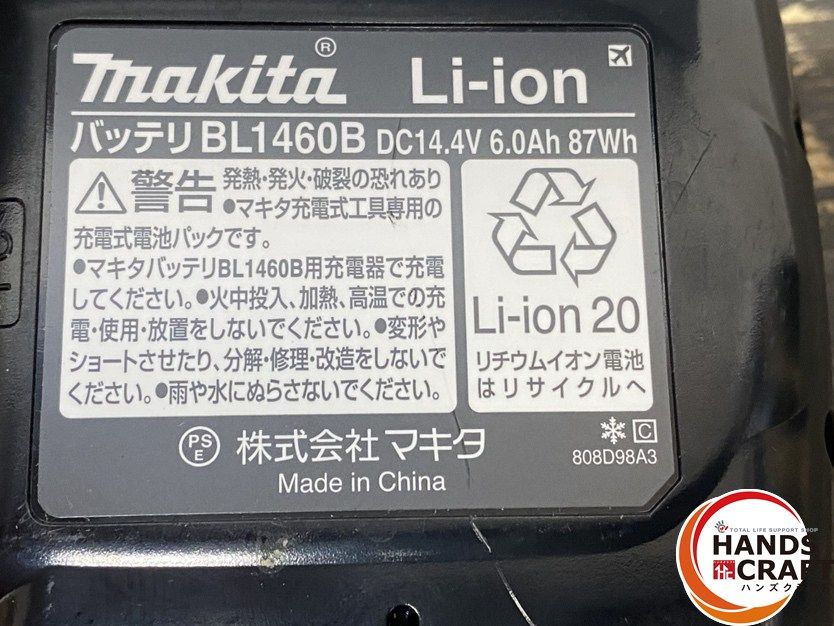 makita® Li-ion
バッテリ BL1460B DC14.4V 6.0Ah 87Wh
警告 発熱・発火・破裂の恐れあり
●マキタ充電式工具専用の
充電式電池パックです。
●マキタバッテリBL1460B用充電器で充電
してください。●火中投入、加熱、高温での充
電・使用・放置をしないでください。●変形や
ショートさせたり、分解・修理・改造をしないで
ください。●雨や水にぬらさないでください。
Li-ion 20
リチウムイオン電池
はリサイクルへ
PS
E
株式会社 マキタ
Made in China
C
808D98A3
TOTAL LIFE SUPPORT SHOP
HANDS
CRAFT
ハンズク